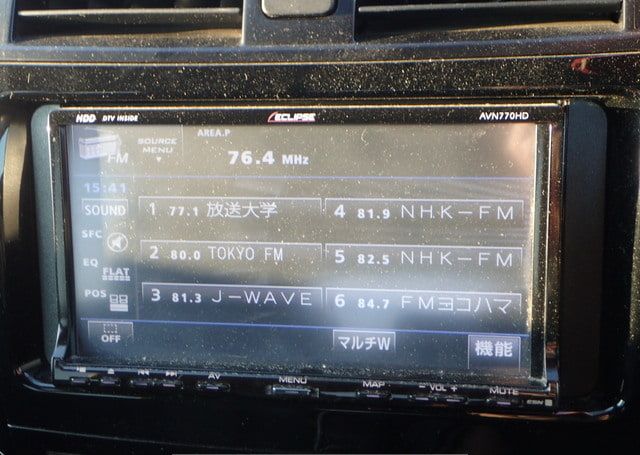 HDD DTV INSIDE ECLIPSE AVN770HD
FM SOURCE MENU AREA.P
76.4 MHz
15:41
SOUND 1 77.1 放送大学 4 81.9 NHK-FM
SFC
2 80.0 TOKYO FM 5 82.5 NHK-FM
EQ FLAT
POS 3 81.3 J-WAVE 6 84.7 FMヨコハマ
OFF マルチW 機能
AV MENU MAP - VOL + MUTE